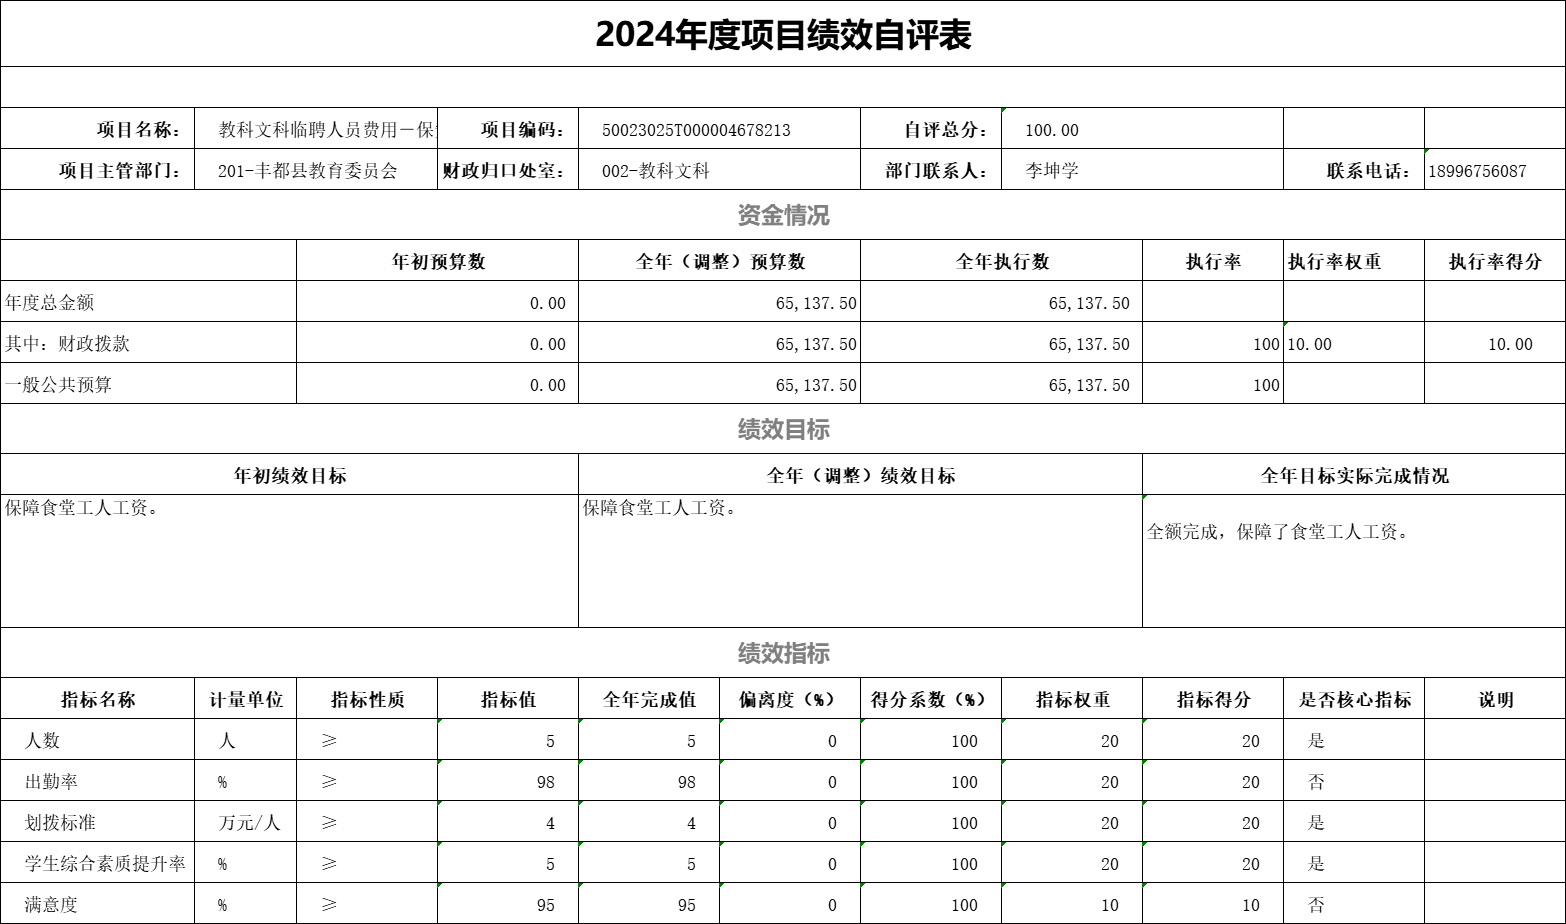 2024年度项目绩效自评表
项目名称： 教科文科临聘人员费用－保 项目编码： 50023025T000004678213 自评总分： 100.00
项目主管部门： 201-丰都县教育委员会 财政归口处室： 002-教科文科 部门联系人： 李坤学 联系电话： 18996756087
资金情况
年初预算数 全年（调整）预算数 全年执行数 执行率 执行率权重 执行率得分
年度总金额 0.00 65,137.50 65,137.50
其中：财政拨款 0.00 65,137.50 65,137.50 100 10.00 10.00
一般公共预算 0.00 65,137.50 65,137.50 100
绩效目标
年初绩效目标 全年（调整）绩效目标 全年目标实际完成情况
保障食堂工人工资。 保障食堂工人工资。
全额完成，保障了食堂工人工资。
绩效指标
指标名称 计量单位 指标性质 指标值 全年完成值 偏离度（%） 得分系数（%） 指标权重 指标得分 是否核心指标 说明
人数 人 ≥ 5 5 0 100 20 20 是
出勤率 % ≥ 98 98 0 100 20 20 否
划拨标准 万元/人 ≥ 4 4 0 100 20 20 是
学生综合素质提升率 % ≥ 5 5 0 100 20 20 是
满意度 % ≥ 95 95 0 100 10 10 否